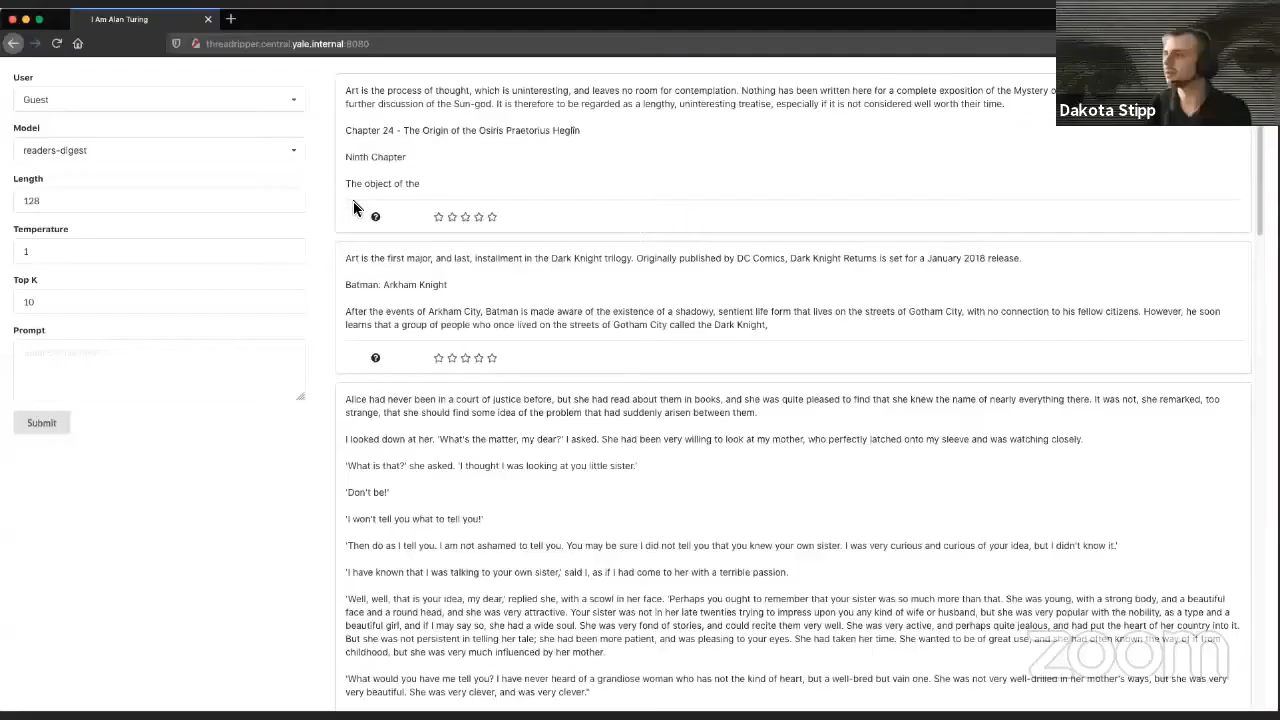 I Am Alan Turing
threadripper.central.yale.internal:8080
Dakota Stipp
User
Guest
Model
readers-digest
Length
128
Temperature
1
Top K
10
Prompt
Submit
Art is the process of thought, which is uninteresting, and leaves no room for contemplation. Nothing has been written here for a complete exposition of the Mystery o
further discussion of the Sun-god. It is therefore to be regarded as a lengthy, uninteresting treatise, especially if it is not considered well worth their time.
Chapter 24 - The Origin of the Osiris Praetorius Heglin
Ninth Chapter
The object of the
Art is the first major, and last, installment in the Dark Knight trilogy. Originally published by DC Comics, Dark Knight Returns is set for a January 2018 release.
Batman: Arkham Knight
After the events of Arkham City, Batman is made aware of the existence of a shadowy, sentient life form that lives on the streets of Gotham City, with no connection to his fellow citizens. However, he soon
learns that a group of people who once lived on the streets of Gotham City called the Dark Knight,
Alice had never been in a court of justice before, but she had read about them in books, and she was quite pleased to find that she knew the name of nearly everything there. It was not, she remarked, too
strange, that she should find some idea of the problem that had suddenly arisen between them.
I looked down at her. 'What's the matter, my dear?' I asked. She had been very willing to look at my mother, who perfectly latched onto my sleeve and was watching closely.
'What is that?' she asked. 'I thought I was looking at you little sister.'
'Don't be!'
'I won't tell you what to tell you!'
'Then do as I tell you. I am not ashamed to tell you. You may be sure I did not tell you that you knew your own sister. I was very curious and curious of your idea, but I didn't know it.'
'I have known that I was talking to your own sister,' said I, as if I had come to her with a terrible passion.
'Well, well, that is your idea, my dear,' replied she, with a scowl in her face. 'Perhaps you ought to remember that your sister was so much more than that. She was young, with a strong body, and a beautiful
face and a round head, and she was very attractive. Your sister was not in her late twenties trying to impress upon you any kind of wife or husband, but she was very popular with the nobility, as a type and a
beautiful girl, and if I may say so, she had a wide soul. She was very fond of stories, and could recite them very well. She was very active, and perhaps quite jealous, and had put the heart of her country into it.
But she was not persistent in telling her tale; she had been more patient, and was pleasing to your eyes. She had taken her time. She wanted to be of great use, and she had often known the way of it from
childhood, but she was very much influenced by her mother.
'What would you have me tell you? I have never heard of a grandiose woman who has not the kind of heart, but a well-bred but vain one. She was not very well-drilled in her mother's ways, but she was very
very beautiful. She was very clever, and was very clever."
zoom